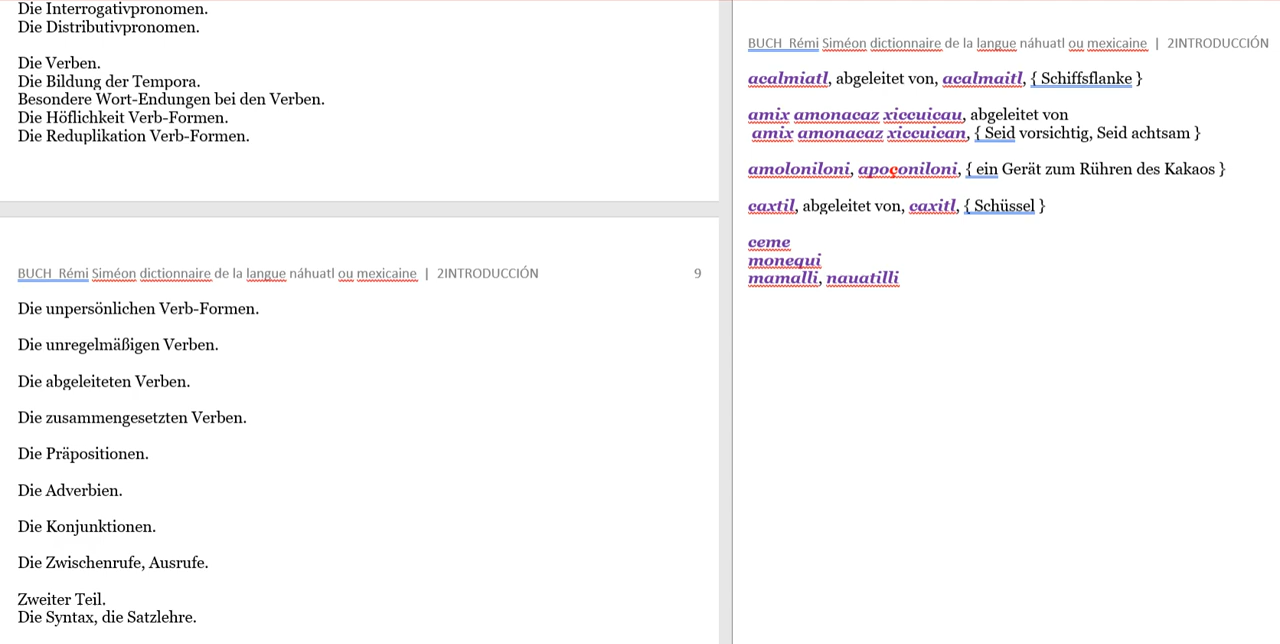 Die Interrogativpronomen.
Die Distributivpronomen.
Die Verben.
Die Bildung der Tempora.
Besondere Wort-Endungen bei den Verben.
Die Höflichkeit Verb-Formen.
Die Reduplikation Verb-Formen.
BUCH  Rémi Siméon dictionnaire de la langue náhuatl ou mexicaine | 2INTRODUCCIÓN 9
Die unpersönlichen Verb-Formen.
Die unregelmäßigen Verben.
Die abgeleiteten Verben.
Die zusammengesetzten Verben.
Die Präpositionen.
Die Adverbien.
Die Konjunktionen.
Die Zwischenrufe, Ausrufe.
Zweiter Teil.
Die Syntax, die Satzlehre.
BUCH  Rémi Siméon dictionnaire de la langue náhuatl ou mexicaine | 2INTRODUCCIÓN
acalmiatl, abgeleitet von, acalmaitl, { Schiffsflanke }
amix amonacaz xiccuicau, abgeleitet von
amix amonacaz xiccuican, { Seid vorsichtig, Seid achtsam }
amoloniloni, apoçoniloni, { ein Gerät zum Rühren des Kakaos }
caxtil, abgeleitet von, caxitl, { Schüssel }
ceme
monequi
mamalli, nauatilli